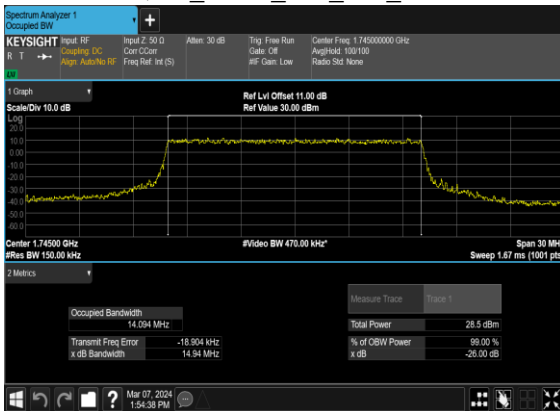 Spectrum Analyzer 1
Occupied BW
KEYSIGHT
R T
Input: RF
Coupling: DC
Align: Auto/No RF
Input Z: 50 Ω
Corr CCorr
Freq Ref: Int (S)
Atten: 30 dB
Trig: Free Run
Gate: Off
#IF Gain: Low
Center Freq: 1.745000000 GHz
Avg|Hold: 100/100
Radio Std: None
1 Graph
Scale/Div 10.0 dB
Ref Lvl Offset 11.00 dB
Ref Value 30.00 dBm
Log
20.0
10.0
0.00
-10.0
-20.0
-30.0
-40.0
-50.0
-60.0
Center 1.74500 GHz
#Res BW 150.00 kHz
#Video BW 470.00 kHz*
Span 30 MH
Sweep 1.67 ms (1001 pts
2 Metrics
Measure Trace
Trace 1
Occupied Bandwidth
14.094 MHz
Total Power
28.5 dBm
Transmit Freq Error
-18.904 kHz
% of OBW Power
99.00 %
x dB Bandwidth
14.94 MHz
x dB
-26.00 dB
Mar 07, 2024
1:54:38 PM